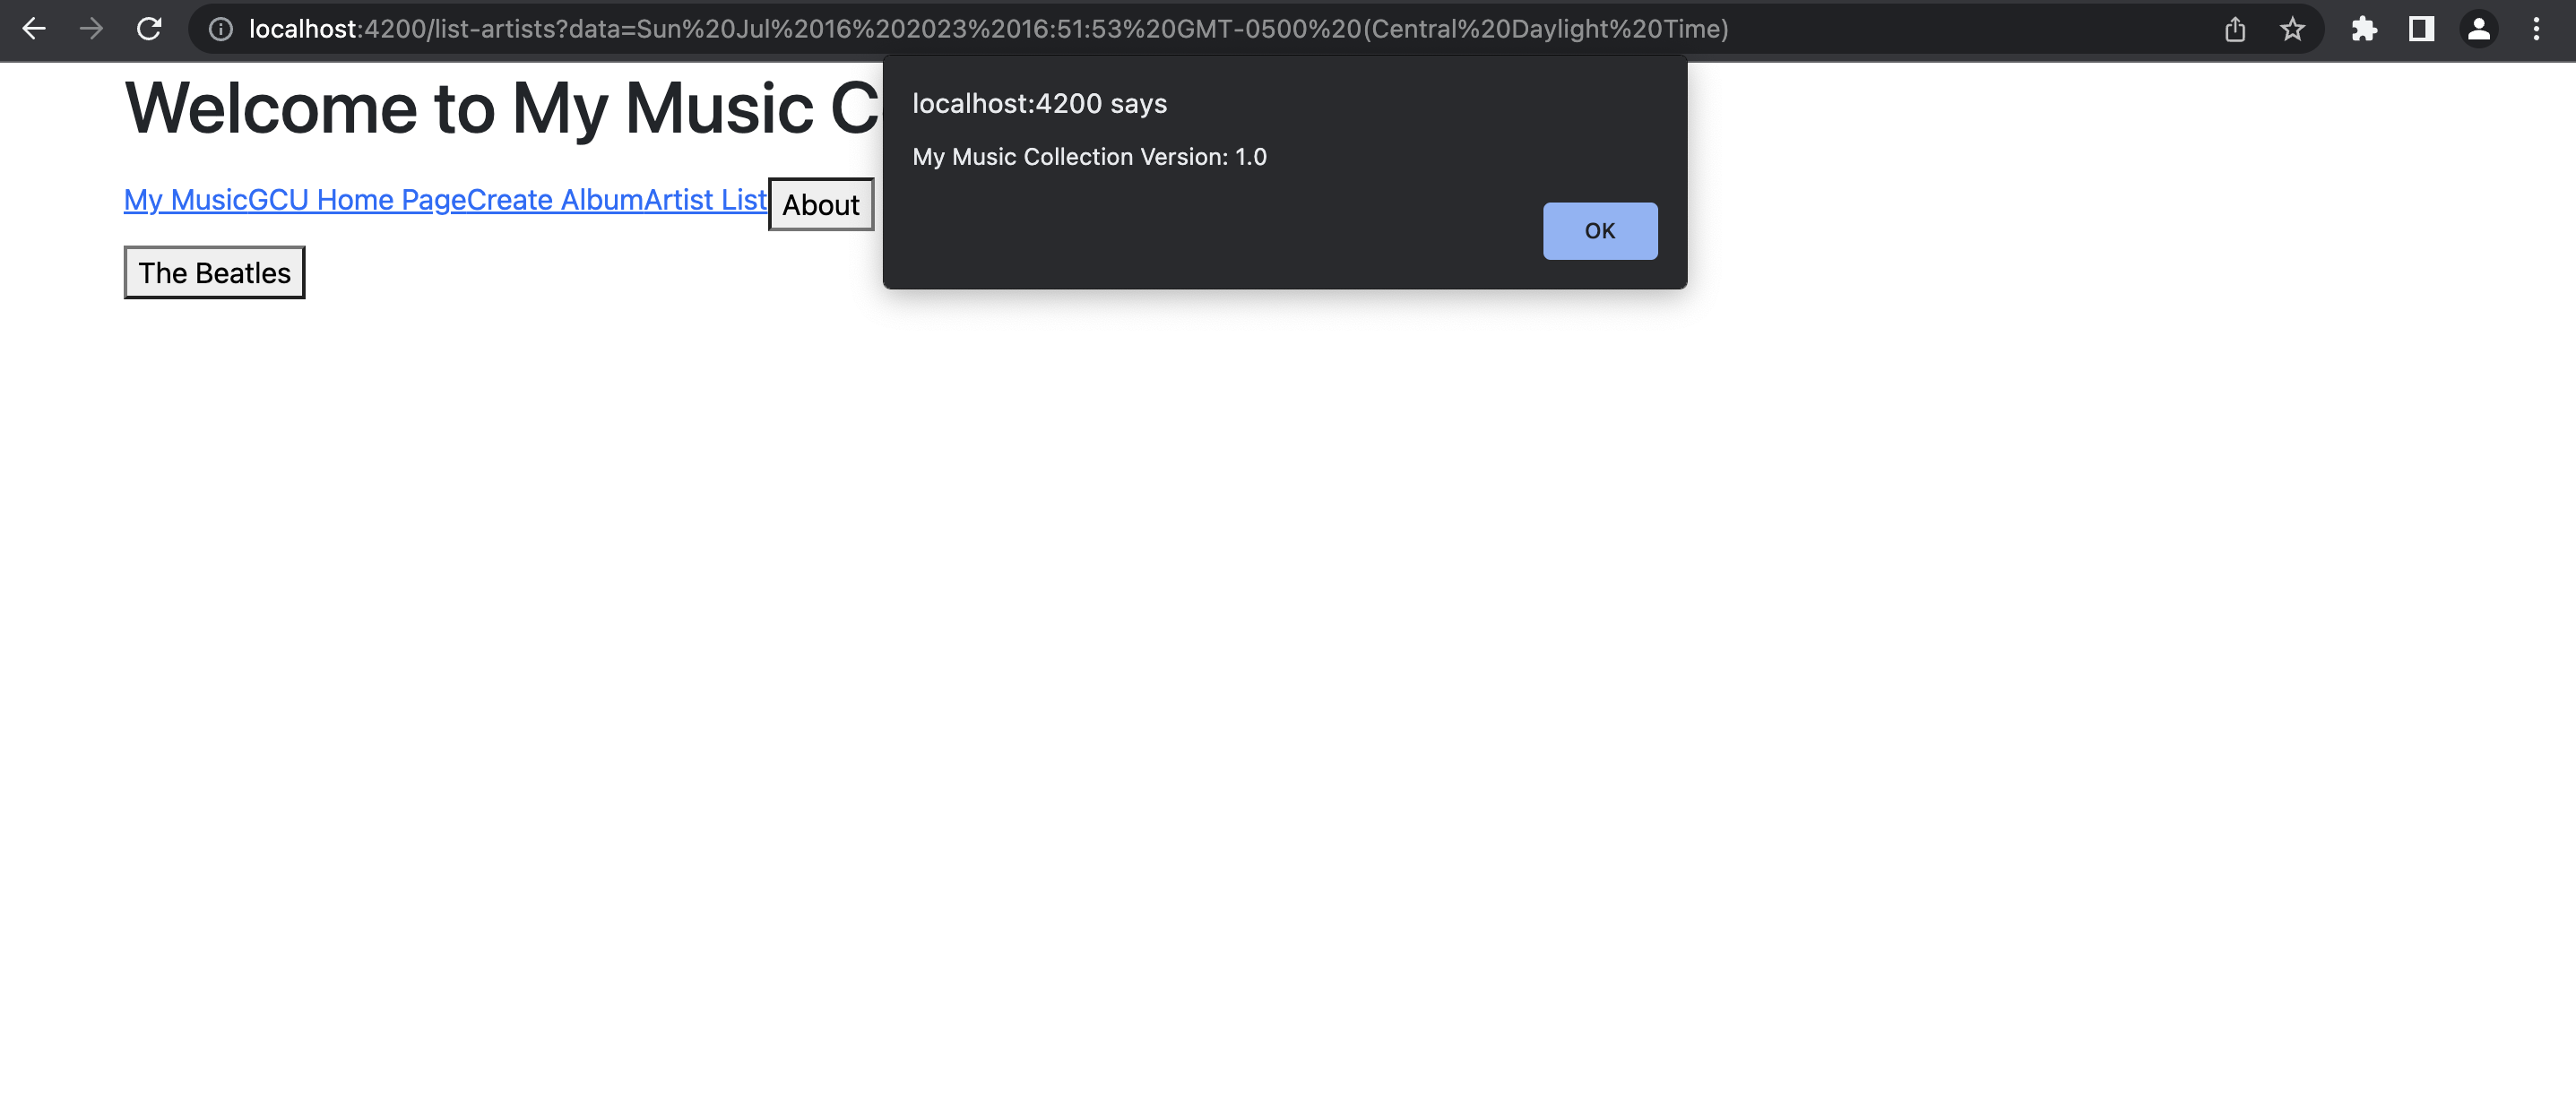 localhost:4200/list-artists?data=Sun%20Jul%2016%202023%2016:51:53%20GMT-0500%20(Central%20Daylight%20Time)
Welcome to My Music C
localhost:4200 says
My Music Collection Version: 1.0
OK
My MusicGCU Home PageCreate AlbumArtist List About
The Beatles